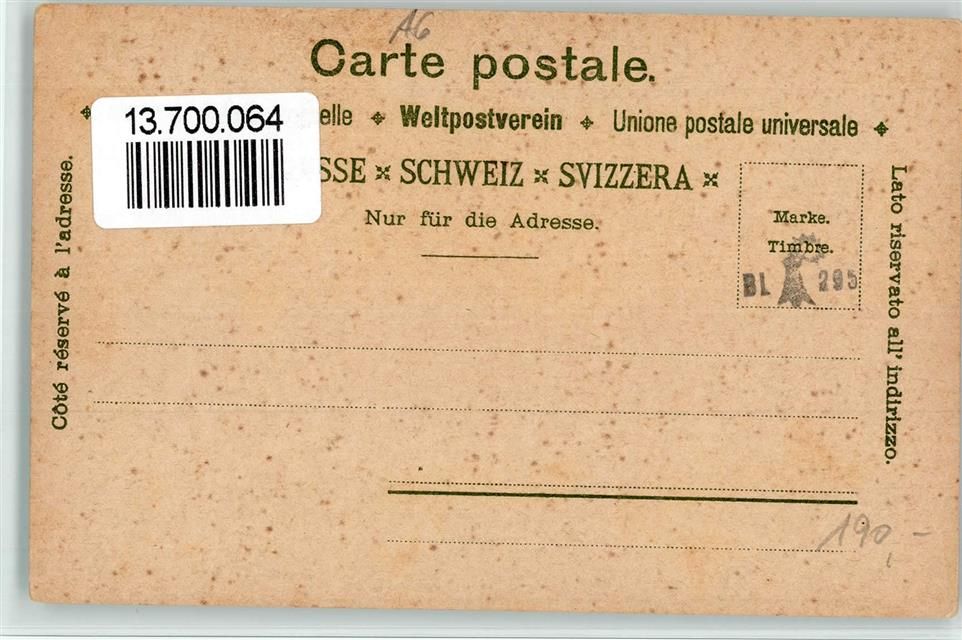 A6
Carte postale.
13.700.064
elle ✦ Weltpostverein ✦ Unione postale universale ✦
SSE × SCHWEIZ × SVIZZERA ×
Nur für die Adresse.
Marke.
Timbre.
BL 295
Côté réservé à l'adresse.
Lato riservato all' indirizzo.
190,-